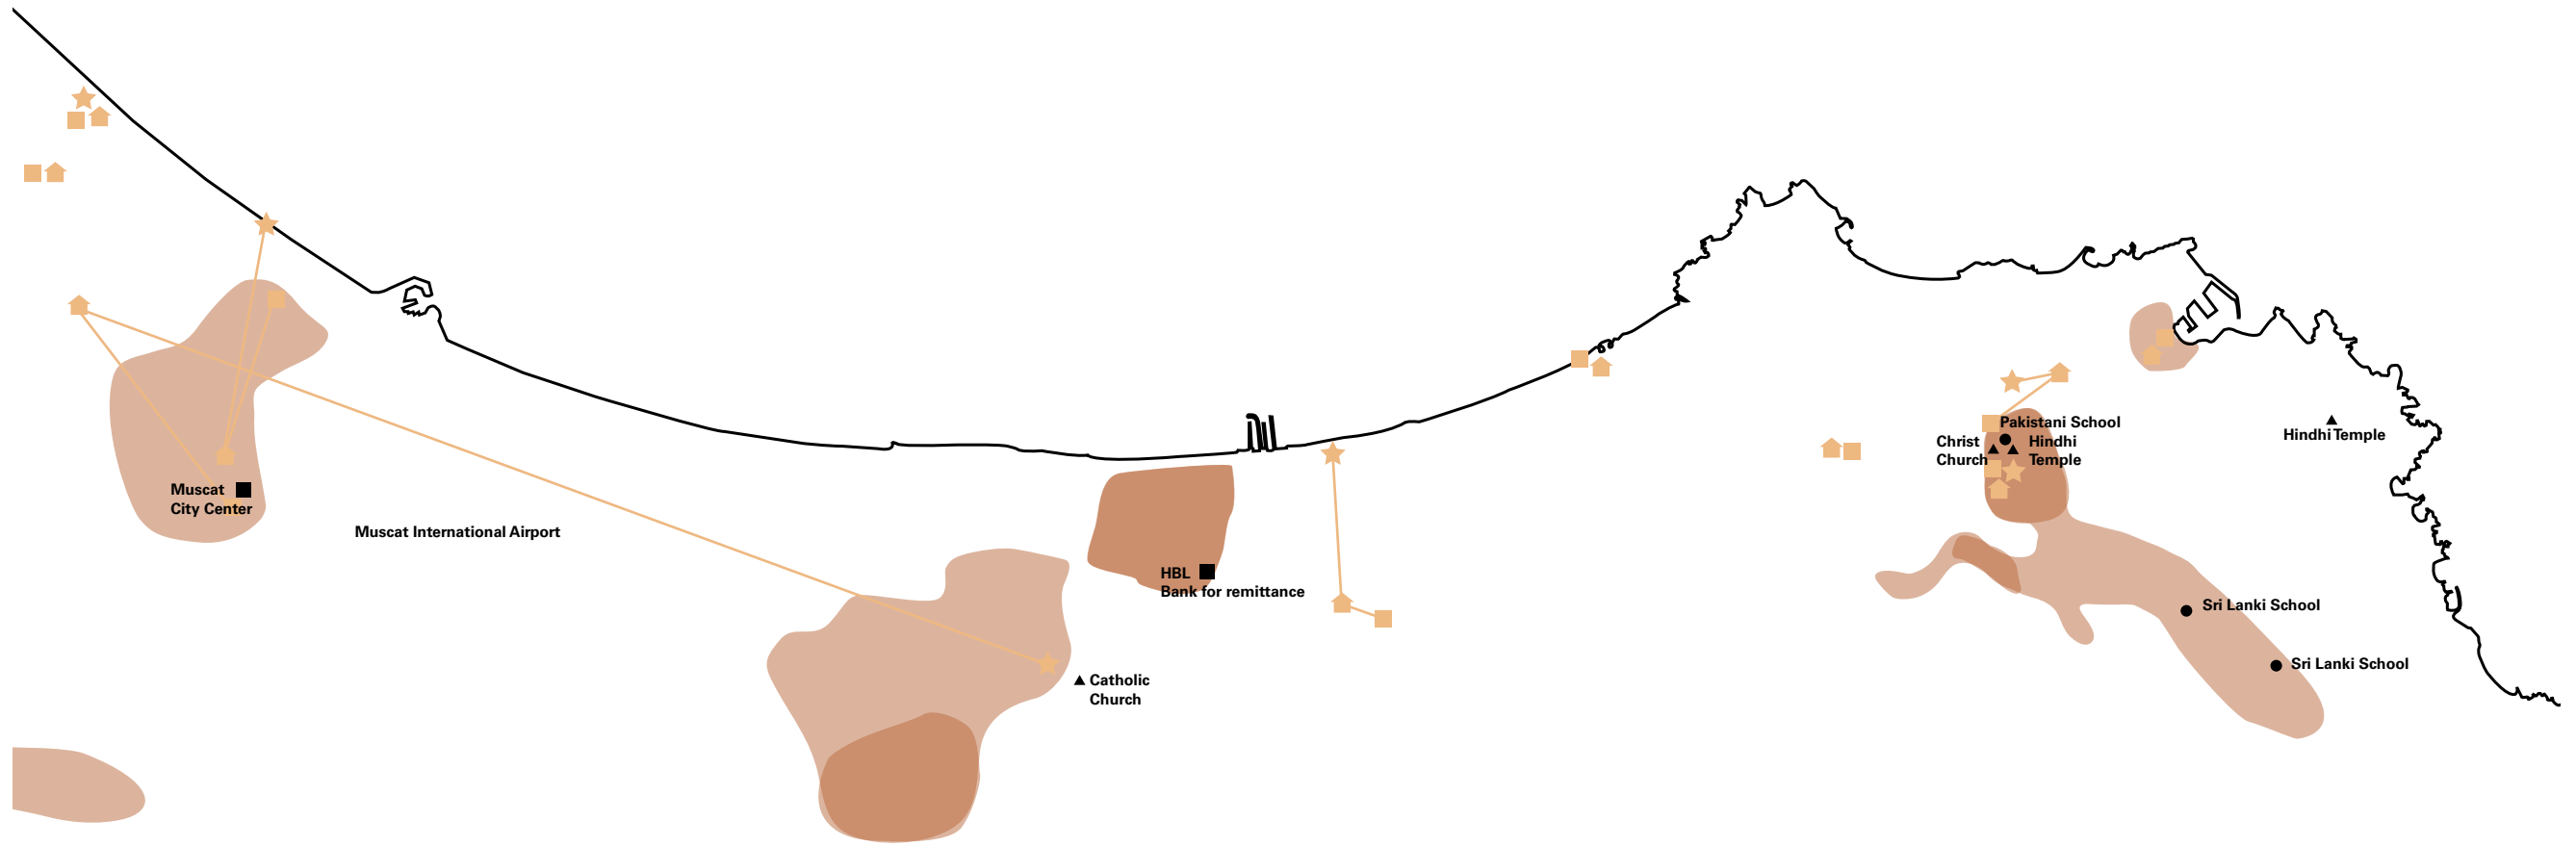 Pakistani School
Christ
Church
Hindhi
Temple
Hindhi Temple
Muscat
City Center
Muscat International Airport
HBL
Bank for remittance
Sri Lanki School
Sri Lanki School
Catholic
Church